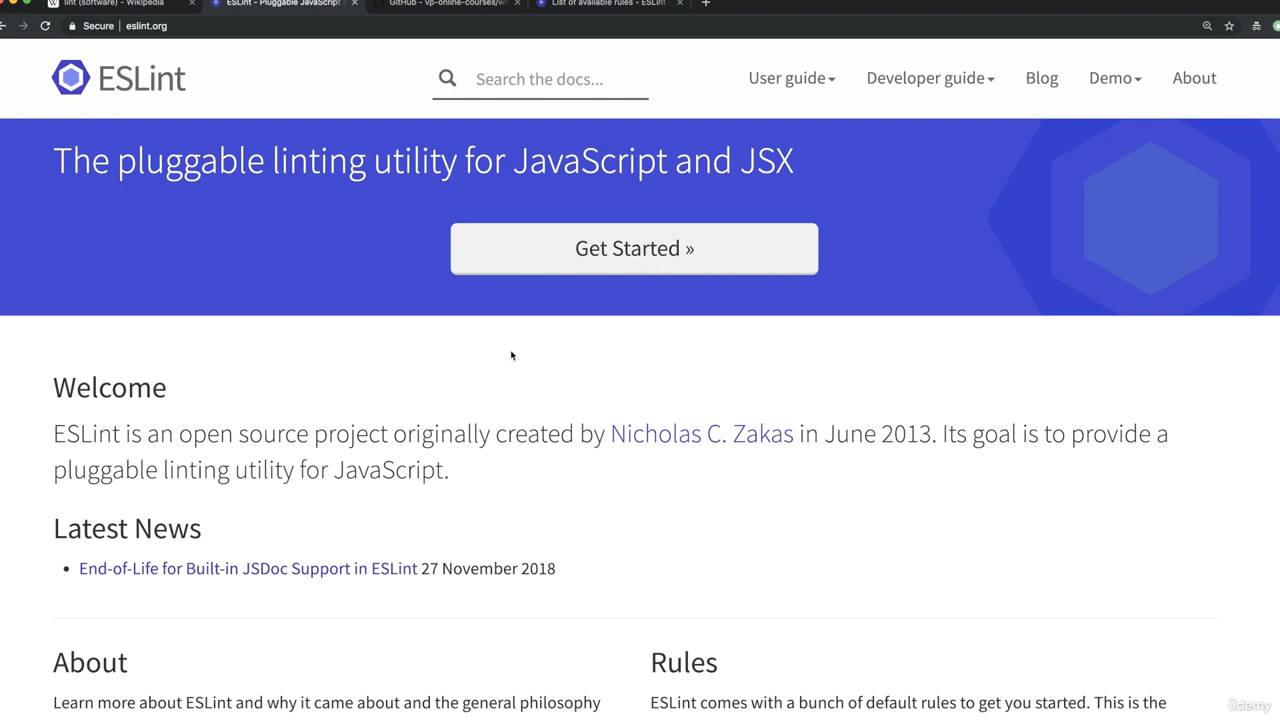 lint (software) - Wikipedia
ESLint - Pluggable JavaScript
GitHub - vp-online-courses/w
List of available rules - ESLint
Secure | eslint.org
ESLint
Search the docs...
User guide
Developer guide
Blog
Demo
About
The pluggable linting utility for JavaScript and JSX
Get Started »
Welcome
ESLint is an open source project originally created by Nicholas C. Zakas in June 2013. Its goal is to provide a
pluggable linting utility for JavaScript.
Latest News
• End-of-Life for Built-in JSDoc Support in ESLint 27 November 2018
About
Learn more about ESLint and why it came about and the general philosophy
Rules
ESLint comes with a bunch of default rules to get you started. This is the
ûdemy